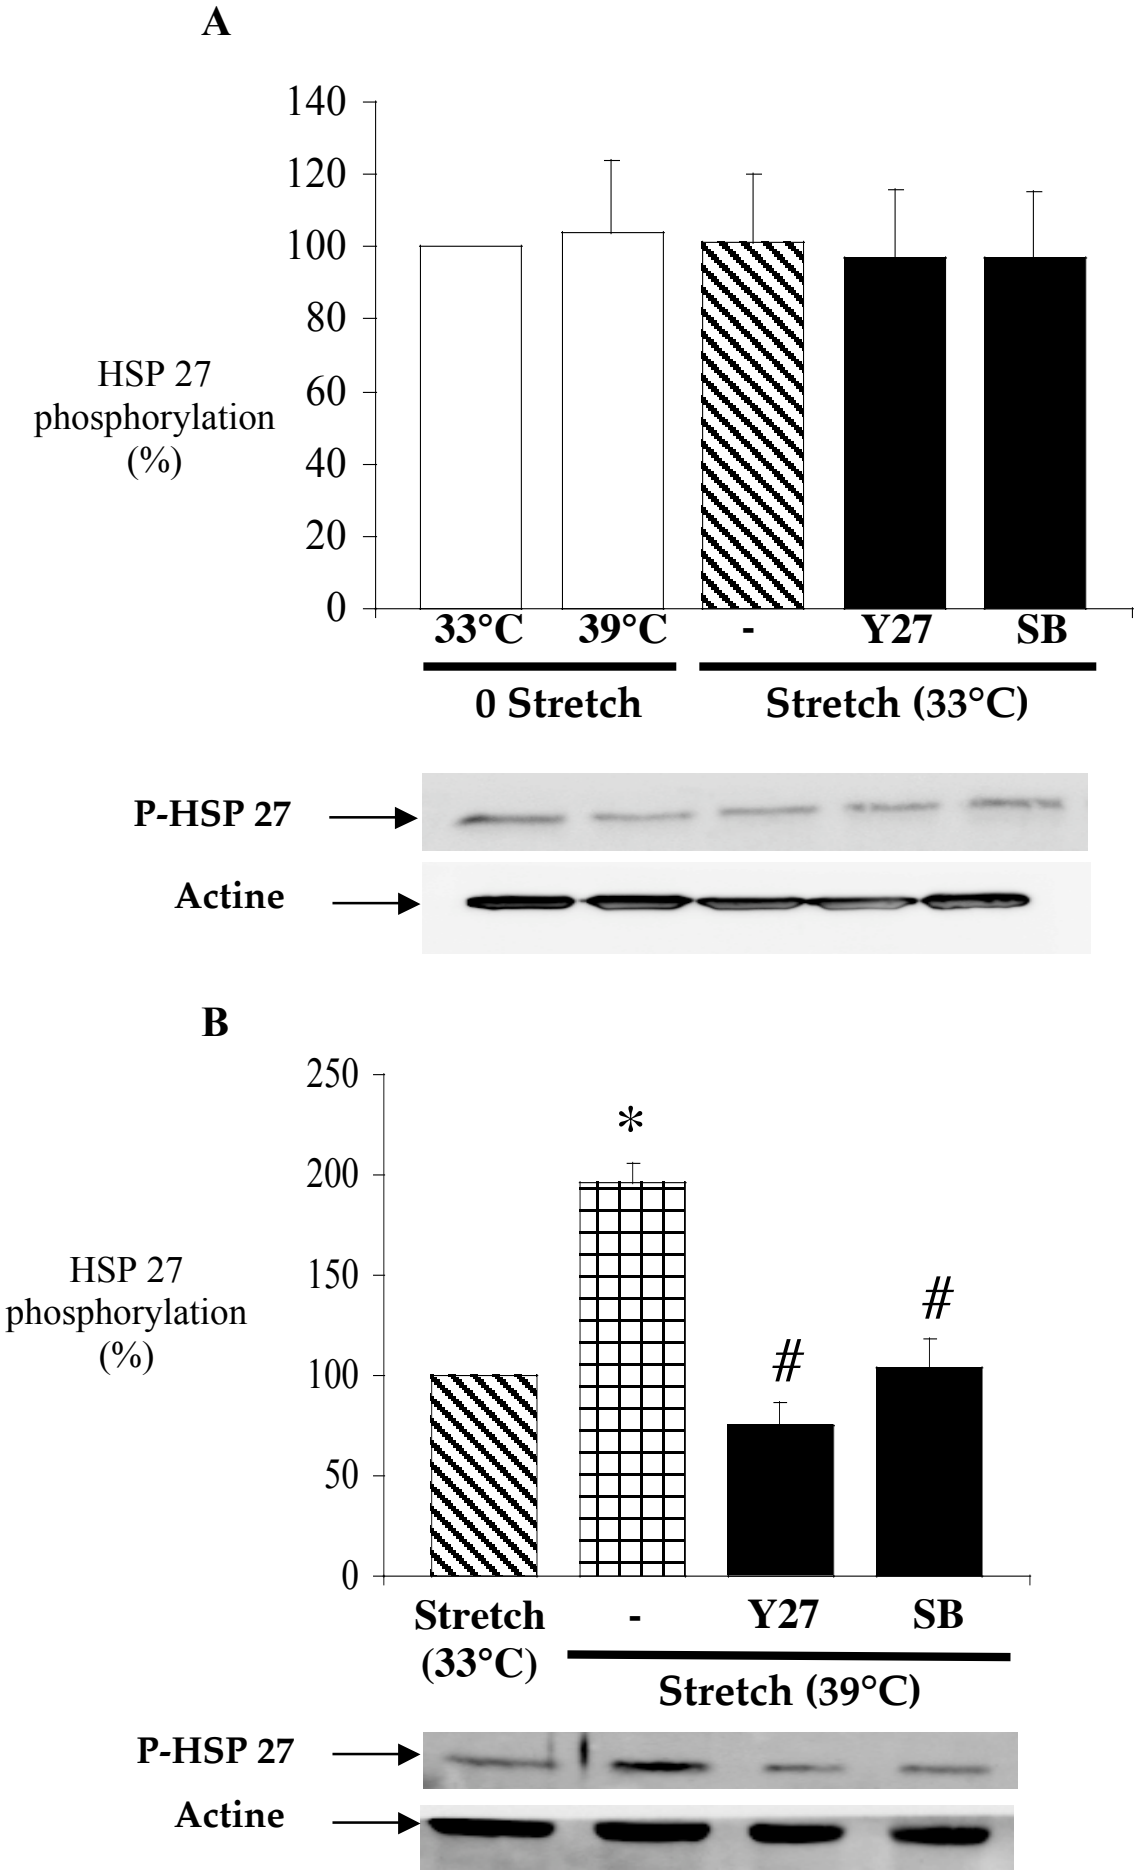 A
140
120
100
80
60
40
20
0
HSP 27
phosphorylation
(%)
33°C 39°C - Y27 SB
0 Stretch Stretch (33°C)
P-HSP 27
Actine
B
250
200
150
100
50
0
HSP 27
phosphorylation
(%)
*
#
#
Stretch - Y27 SB
(33°C)
Stretch (39°C)
P-HSP 27
Actine